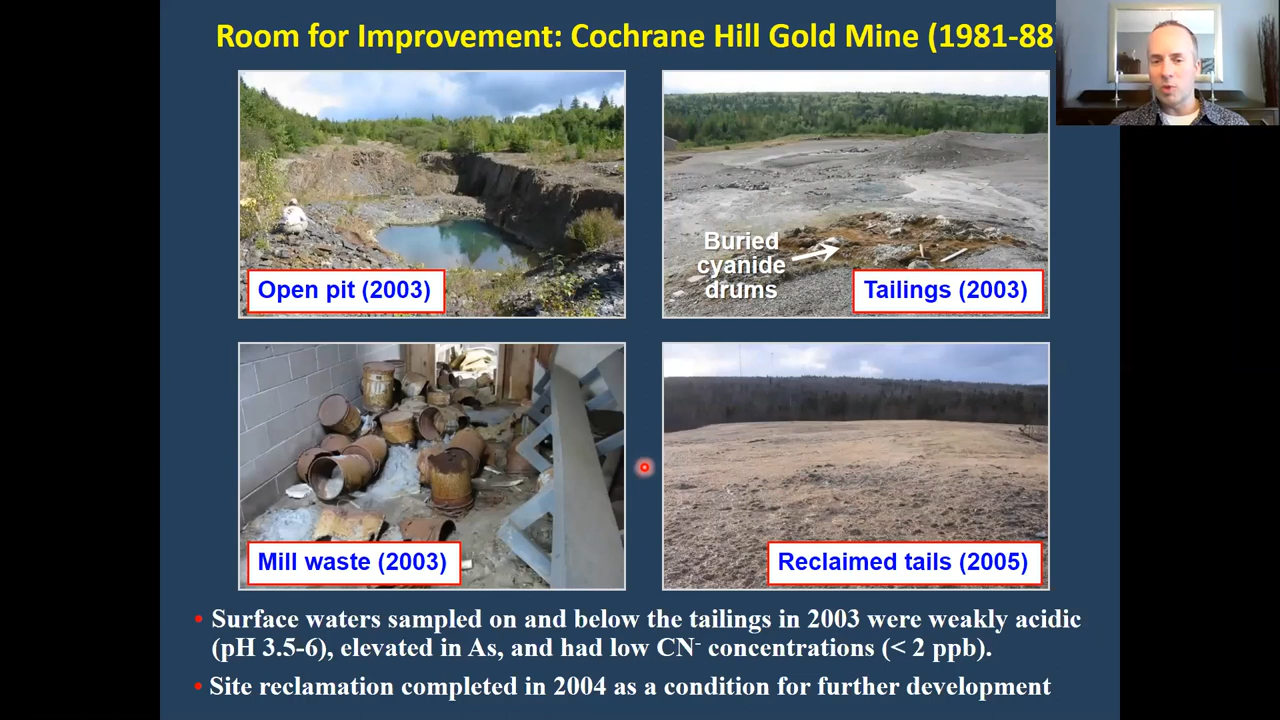 Room for Improvement: Cochrane Hill Gold Mine (1981-88
Open pit (2003)
Buried
cyanide
drums
Tailings (2003)
Mill waste (2003)
Reclaimed tails (2005)
• Surface waters sampled on and below the tailings in 2003 were weakly acidic
(pH 3.5-6), elevated in As, and had low CN⁻ concentrations (< 2 ppb).
• Site reclamation completed in 2004 as a condition for further development